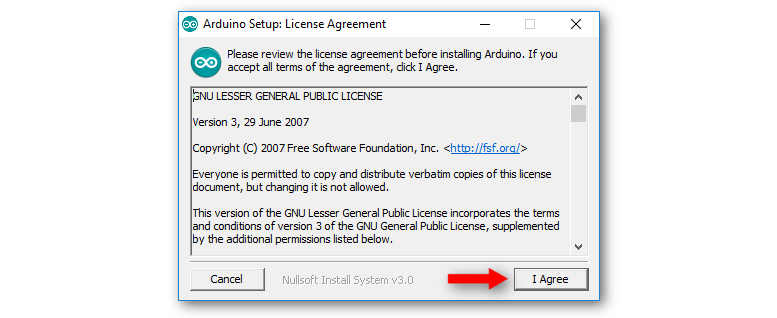 Arduino Setup: License Agreement
Please review the license agreement before installing Arduino. If you
accept all terms of the agreement, click I Agree.
GNU LESSER GENERAL PUBLIC LICENSE
Version 3, 29 June 2007
Copyright (C) 2007 Free Software Foundation, Inc. <http://fsf.org/>
Everyone is permitted to copy and distribute verbatim copies of this license
document, but changing it is not allowed.
This version of the GNU Lesser General Public License incorporates the terms
and conditions of version 3 of the GNU General Public License, supplemented
by the additional permissions listed below.
Cancel
Nullsoft Install System v3.0
I Agree